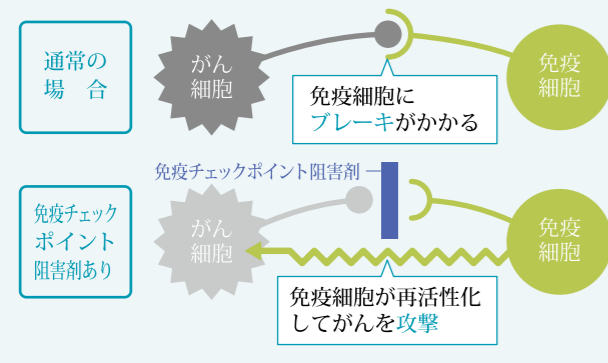 通常の
場 合
がん
細胞
免疫
細胞
免疫細胞に
ブレーキがかかる
免疫チェックポイント阻害剤
免疫チェック
ポイント
阻害剤あり
がん
細胞
免疫
細胞
免疫細胞が再活性化
してがんを攻撃